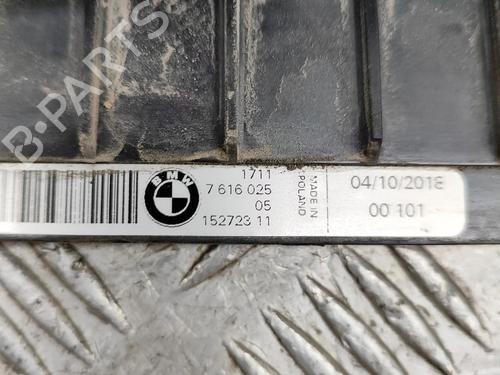 B-PARTS
BMW
1711
7 616 025
05
152723 11
MADE IN
POLAND
04/10/2018
00 101